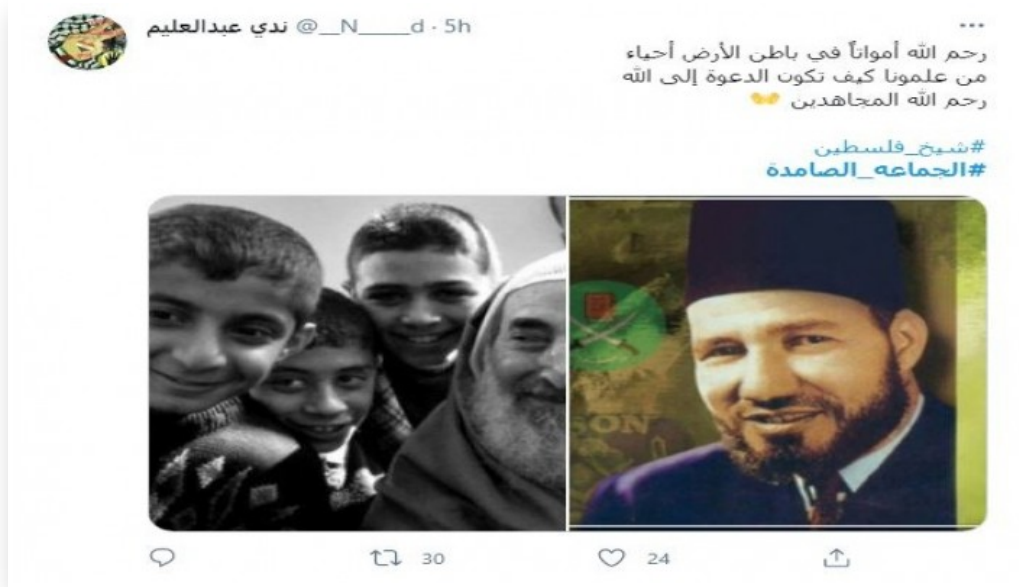 ندي عبدالعليم @__N____d · 5h
رحم الله أمواتاً في باطن الأرض أحياء
من علمونا كيف تكون الدعوة إلى الله
رحم الله المجاهدين 👐
#شيخ_فلسطين
#الجماعه_الصامدة
SON
30
24